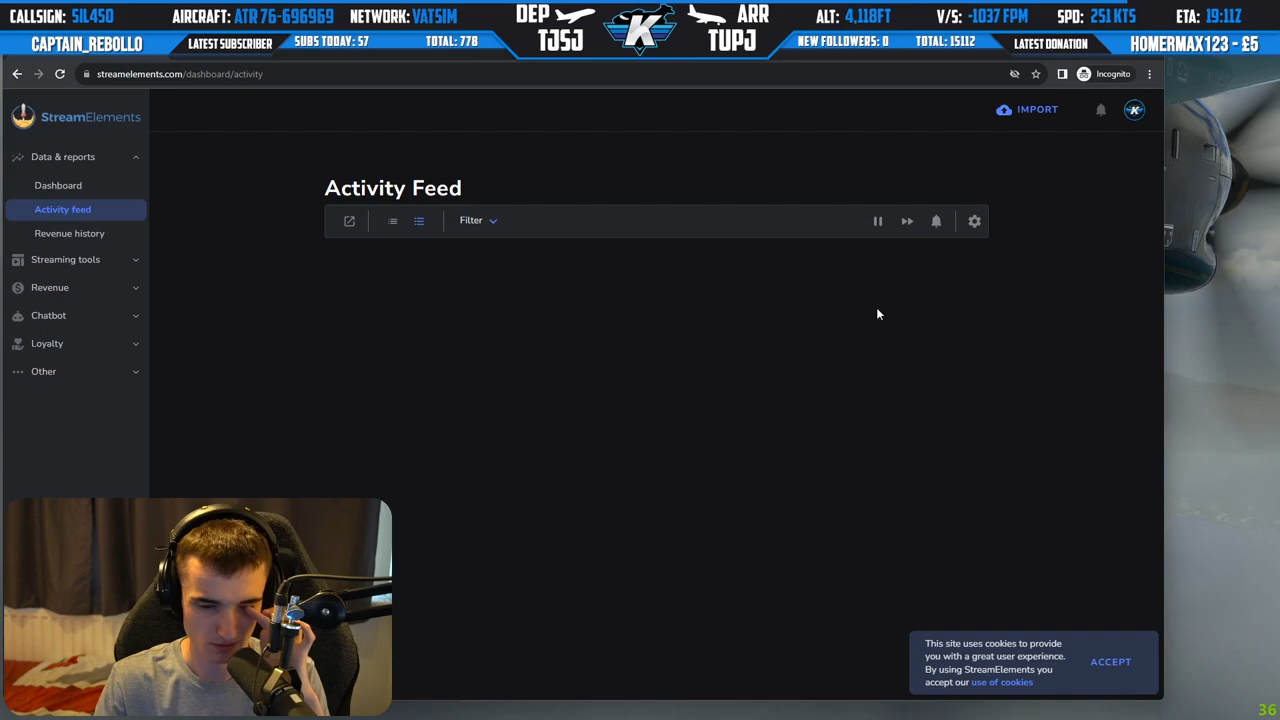 CALLSIGN: SIL450
AIRCRAFT: ATR 76-696969
NETWORK: VATSIM
DEP
TJSJ
K
ARR
TUPJ
ALT: 4,118FT
V/S: -1037 FPM
SPD: 251 KTS
ETA: 19:11Z
CAPTAIN_REBOLLO
LATEST SUBSCRIBER
SUBS TODAY: 57
TOTAL: 778
NEW FOLLOWERS: 0
TOTAL: 15112
LATEST DONATION
HOMERMAX123 - £5
streamelements.com/dashboard/activity
Incognito
StreamElements
IMPORT
K
Data & reports
Dashboard
Activity feed
Revenue history
Streaming tools
Revenue
Chatbot
Loyalty
Other
Activity Feed
Filter
This site uses cookies to provide
you with a great user experience.
By using StreamElements you
accept our use of cookies
ACCEPT
36